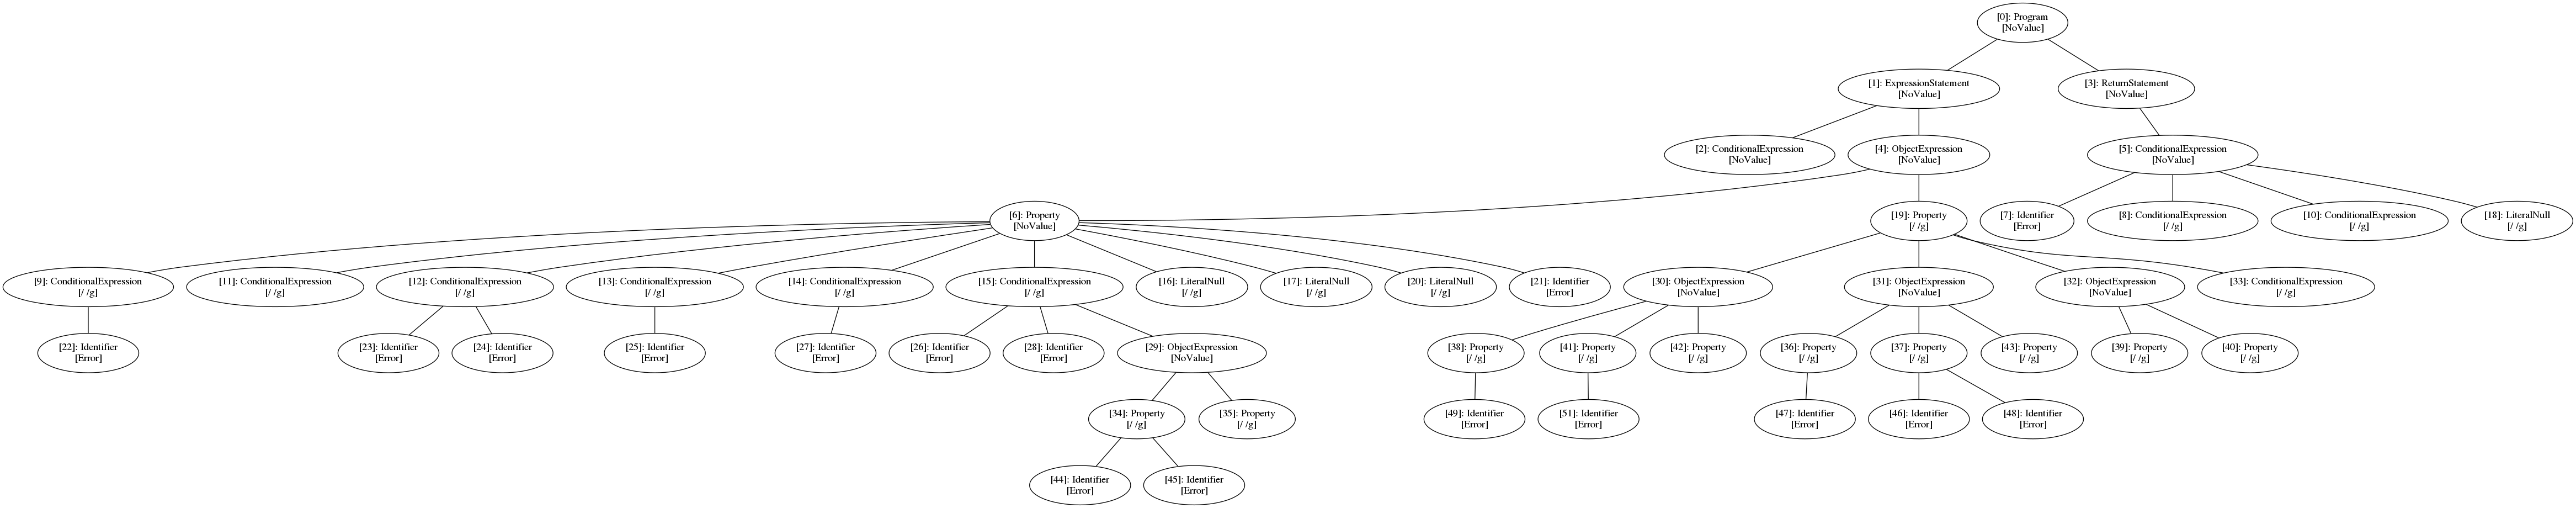 [0]: Program
[NoValue]
[1]: ExpressionStatement
[NoValue]
[3]: ReturnStatement
[NoValue]
[2]: ConditionalExpression
[NoValue]
[4]: ObjectExpression
[NoValue]
[5]: ConditionalExpression
[NoValue]
[6]: Property
[NoValue]
[19]: Property
[/ /g]
[7]: Identifier
[Error]
[8]: ConditionalExpression
[/ /g]
[10]: ConditionalExpression
[/ /g]
[18]: LiteralNull
[/ /g]
[9]: ConditionalExpression
[/ /g]
[11]: ConditionalExpression
[/ /g]
[12]: ConditionalExpression
[/ /g]
[13]: ConditionalExpression
[/ /g]
[14]: ConditionalExpression
[/ /g]
[15]: ConditionalExpression
[/ /g]
[16]: LiteralNull
[/ /g]
[17]: LiteralNull
[/ /g]
[20]: LiteralNull
[/ /g]
[21]: Identifier
[Error]
[30]: ObjectExpression
[NoValue]
[31]: ObjectExpression
[NoValue]
[32]: ObjectExpression
[NoValue]
[33]: ConditionalExpression
[/ /g]
[22]: Identifier
[Error]
[23]: Identifier
[Error]
[24]: Identifier
[Error]
[25]: Identifier
[Error]
[27]: Identifier
[Error]
[26]: Identifier
[Error]
[28]: Identifier
[Error]
[29]: ObjectExpression
[NoValue]
[38]: Property
[/ /g]
[41]: Property
[/ /g]
[42]: Property
[/ /g]
[36]: Property
[/ /g]
[37]: Property
[/ /g]
[43]: Property
[/ /g]
[39]: Property
[/ /g]
[40]: Property
[/ /g]
[34]: Property
[/ /g]
[35]: Property
[/ /g]
[49]: Identifier
[Error]
[51]: Identifier
[Error]
[47]: Identifier
[Error]
[46]: Identifier
[Error]
[48]: Identifier
[Error]
[44]: Identifier
[Error]
[45]: Identifier
[Error]